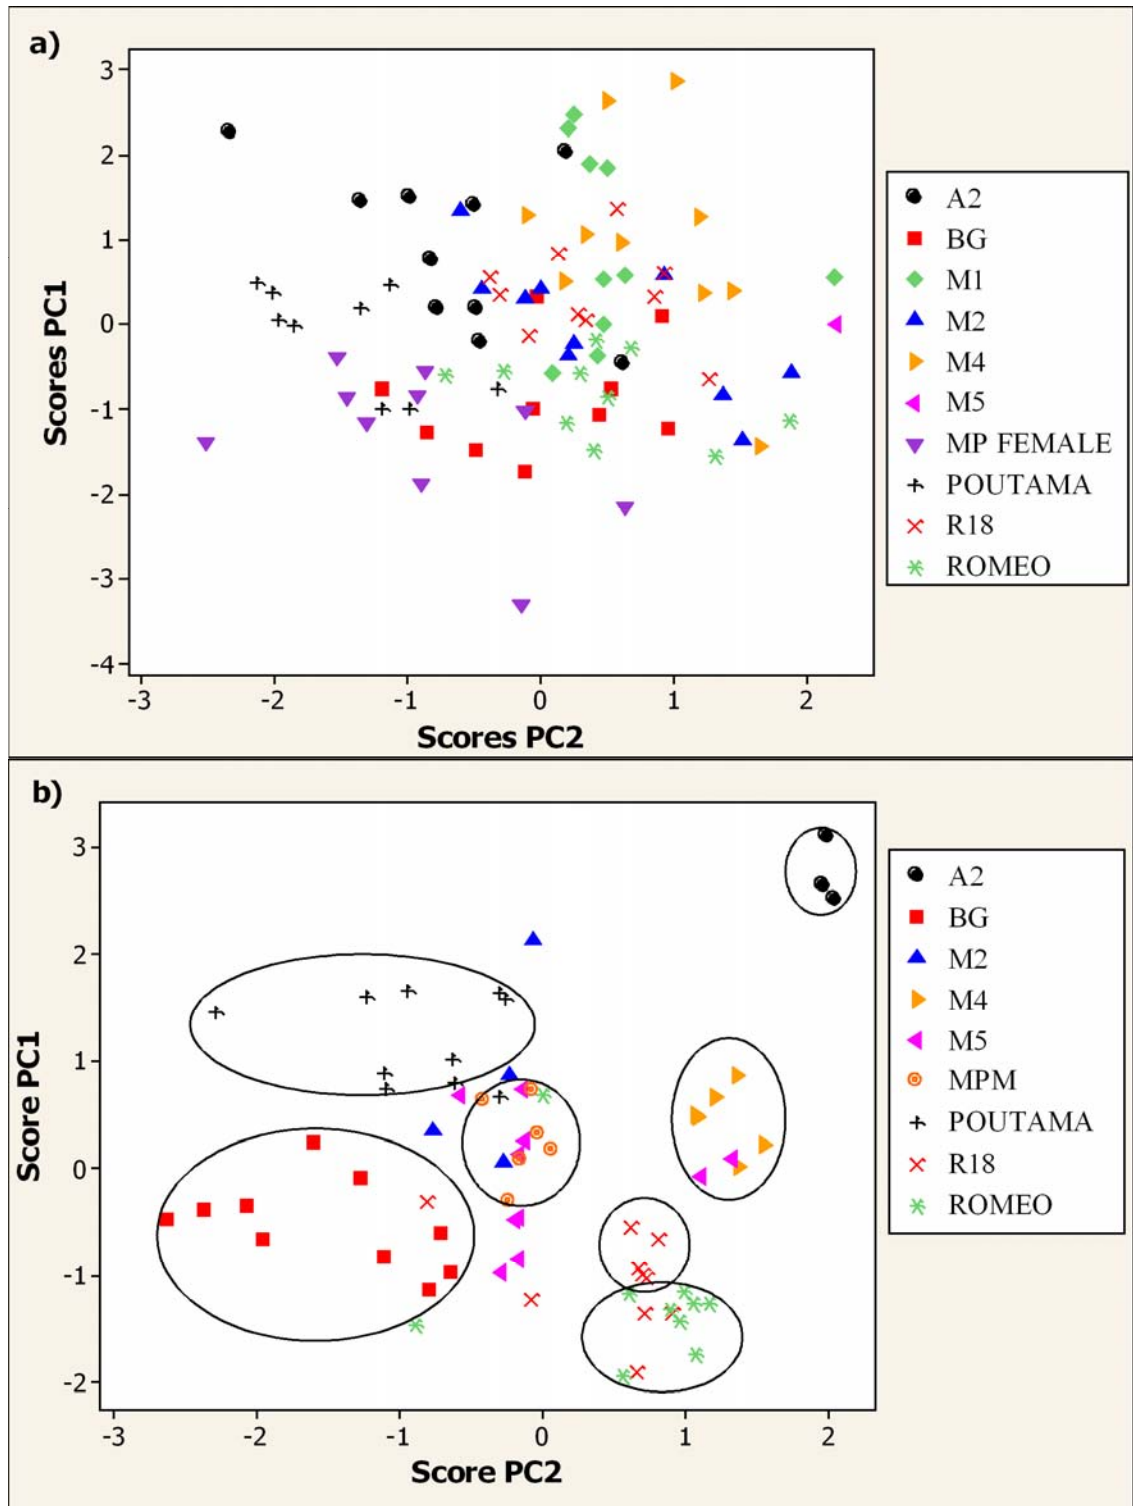 a)
3
2
1
0
-1
-2
-3
-4
Scores PC1
-3 -2 -1 0 1 2
Scores PC2
A2
BG
M1
M2
M4
M5
MP FEMALE
POUTAMA
R18
ROMEO
b)
3
2
1
0
-1
-2
Score PC1
-3 -2 -1 0 1 2
Score PC2
A2
BG
M2
M4
M5
MPM
POUTAMA
R18
ROMEO